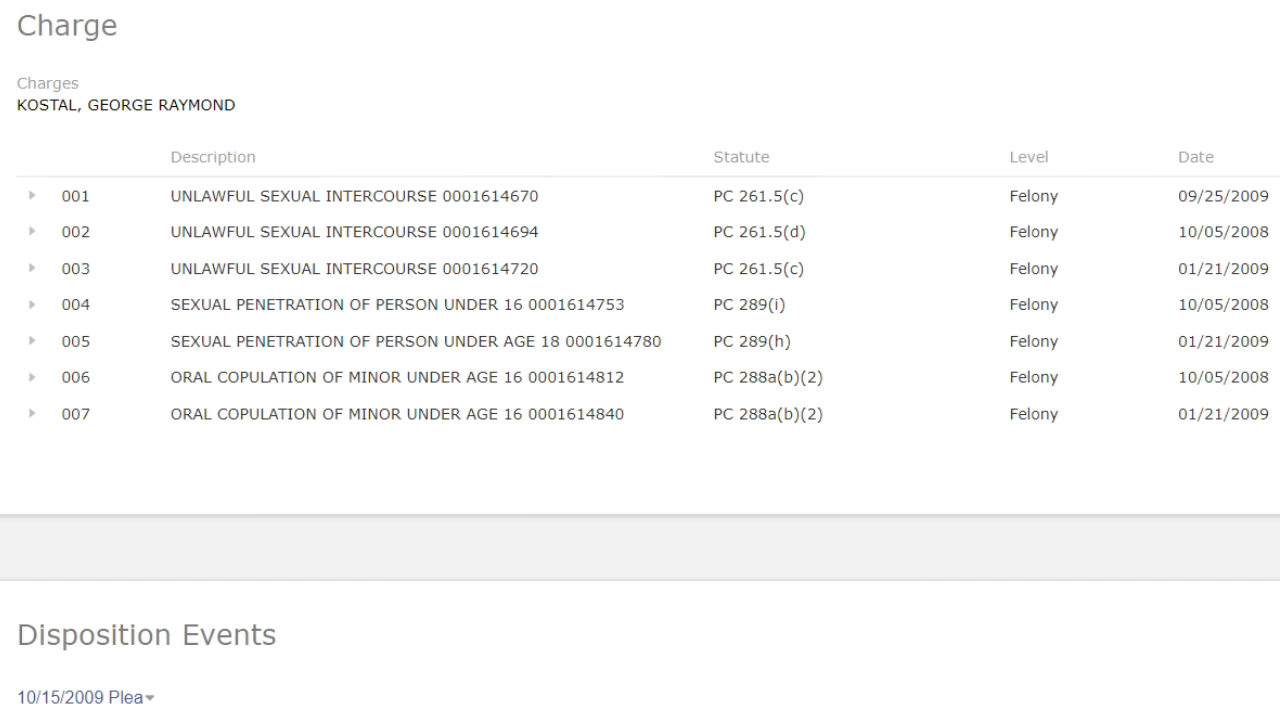 Charge
Charges
KOSTAL, GEORGE RAYMOND
Description Statute Level Date
001 UNLAWFUL SEXUAL INTERCOURSE 0001614670 PC 261.5(c) Felony 09/25/2009
002 UNLAWFUL SEXUAL INTERCOURSE 0001614694 PC 261.5(d) Felony 10/05/2008
003 UNLAWFUL SEXUAL INTERCOURSE 0001614720 PC 261.5(c) Felony 01/21/2009
004 SEXUAL PENETRATION OF PERSON UNDER 16 0001614753 PC 289(i) Felony 10/05/2008
005 SEXUAL PENETRATION OF PERSON UNDER AGE 18 0001614780 PC 289(h) Felony 01/21/2009
006 ORAL COPULATION OF MINOR UNDER AGE 16 0001614812 PC 288a(b)(2) Felony 10/05/2008
007 ORAL COPULATION OF MINOR UNDER AGE 16 0001614840 PC 288a(b)(2) Felony 01/21/2009
Disposition Events
10/15/2009 Plea